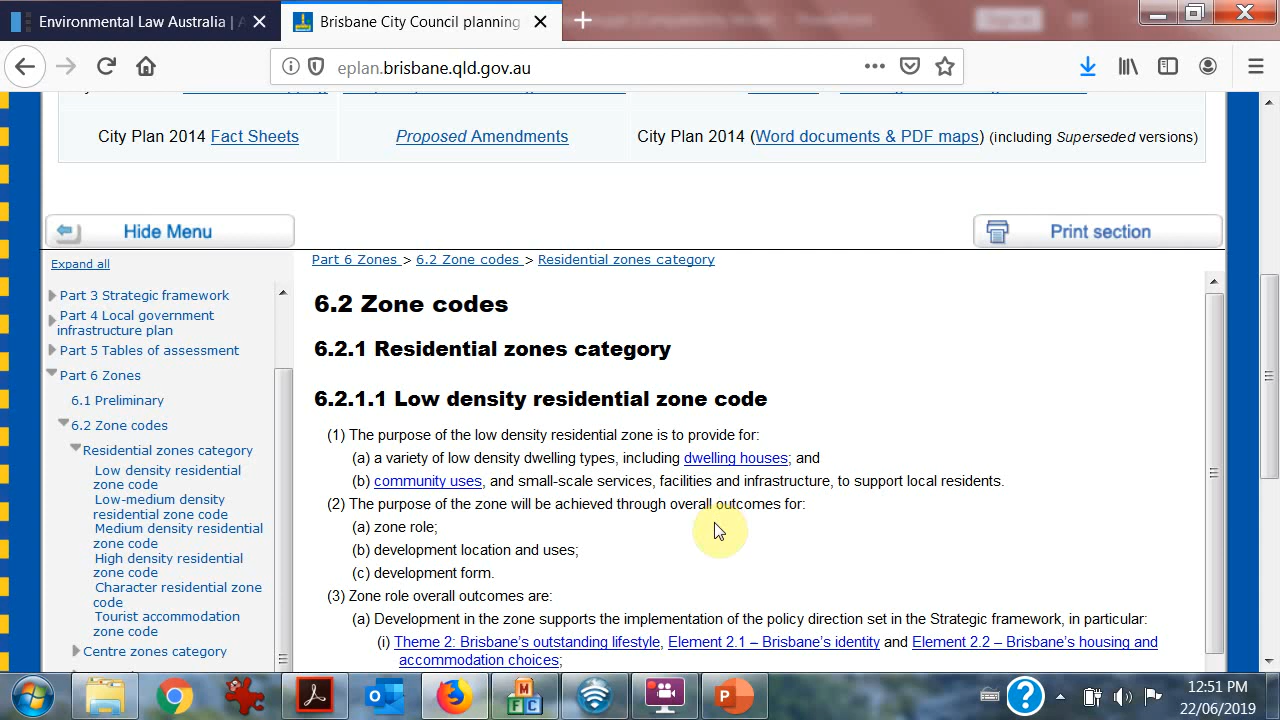 Environmental Law Australia | A
Brisbane City Council planning
eplan.brisbane.qld.gov.au
City Plan 2014 Fact Sheets
Proposed Amendments
City Plan 2014 (Word documents & PDF maps) (including Superseded versions)
Hide Menu
Print section
Expand all
Part 3 Strategic framework
Part 4 Local government
infrastructure plan
Part 5 Tables of assessment
Part 6 Zones
6.1 Preliminary
6.2 Zone codes
Residential zones category
Low density residential
zone code
Low-medium density
residential zone code
Medium density residential
zone code
High density residential
zone code
Character residential zone
code
Tourist accommodation
zone code
Centre zones category
Part 6 Zones > 6.2 Zone codes > Residential zones category
6.2 Zone codes
6.2.1 Residential zones category
6.2.1.1 Low density residential zone code
(1) The purpose of the low density residential zone is to provide for:
(a) a variety of low density dwelling types, including dwelling houses; and
(b) community uses, and small-scale services, facilities and infrastructure, to support local residents.
(2) The purpose of the zone will be achieved through overall outcomes for:
(a) zone role;
(b) development location and uses;
(c) development form.
(3) Zone role overall outcomes are:
(a) Development in the zone supports the implementation of the policy direction set in the Strategic framework, in particular:
(i) Theme 2: Brisbane's outstanding lifestyle, Element 2.1 – Brisbane's identity and Element 2.2 – Brisbane's housing and
accommodation choices;
12:51 PM
22/06/2019